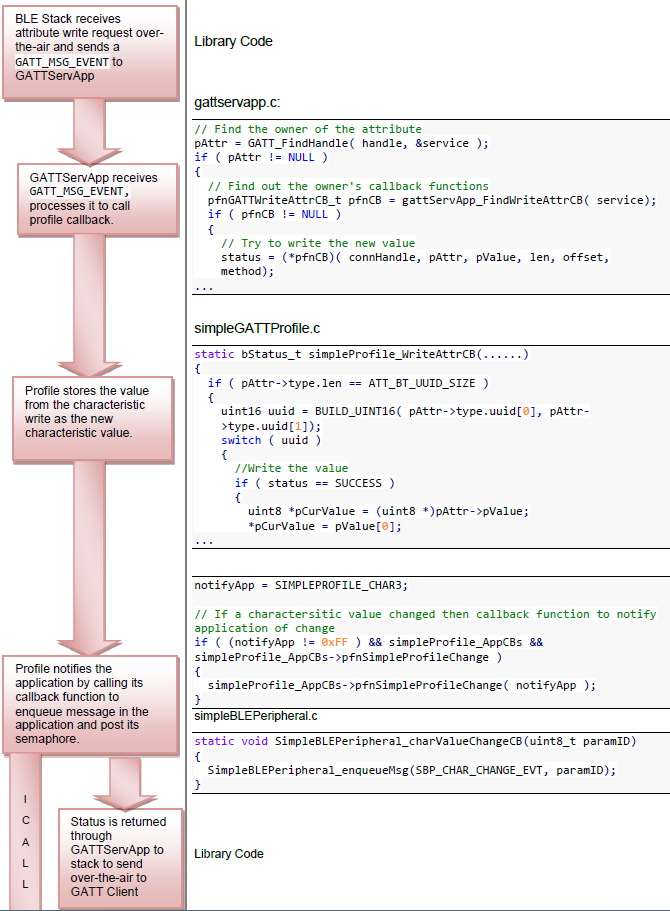 BLE Stack receives
attribute write request over-
the-air and sends a
GATT_MSG_EVENT to
GATTServApp
Library Code
gattservapp.c:
// Find the owner of the attribute
pAttr = GATT_FindHandle( handle, &service );
if ( pAttr != NULL )
{
// Find out the owner's callback functions
pfnGATTWriteAttrCB_t pfnCB = gattServApp_FindWriteAttrCB( service);
if ( pfnCB != NULL )
{
// Try to write the new value
status = (*pfnCB)( connHandle, pAttr, pValue, len, offset,
method);
...
GATTServApp receives
GATT_MSG_EVENT,
processes it to call
profile callback.
simpleGATTProfile.c
static bStatus_t simpleProfile_WriteAttrCB(......)
{
if ( pAttr->type.len == ATT_BT_UUID_SIZE )
{
uint16 uuid = BUILD_UINT16( pAttr->type.uuid[0], pAttr-
>type.uuid[1]);
switch ( uuid )
{
//Write the value
if ( status == SUCCESS )
{
uint8 *pCurValue = (uint8 *)pAttr->pValue;
*pCurValue = pValue[0];
...
Profile stores the value
from the characteristic
write as the new
characteristic value.
notifyApp = SIMPLEPROFILE_CHAR3;
// If a charactersitic value changed then callback function to notify
application of change
if ( (notifyApp != 0xFF ) && simpleProfile_AppCBs &&
simpleProfile_AppCBs->pfnSimpleProfileChange )
{
simpleProfile_AppCBs->pfnSimpleProfileChange( notifyApp );
}
Profile notifies the
application by calling its
callback function to
enqueue message in the
application and post its
semaphore.
simpleBLEPeripheral.c
static void SimpleBLEPeripheral_charValueChangeCB(uint8_t paramID)
{
SimpleBLEPeripheral_enqueueMsg(SBP_CHAR_CHANGE_EVT, paramID);
}
I
C
A
L
L
Status is returned
through
GATTServApp to
stack to send
over-the-air to
GATT Client
Library Code